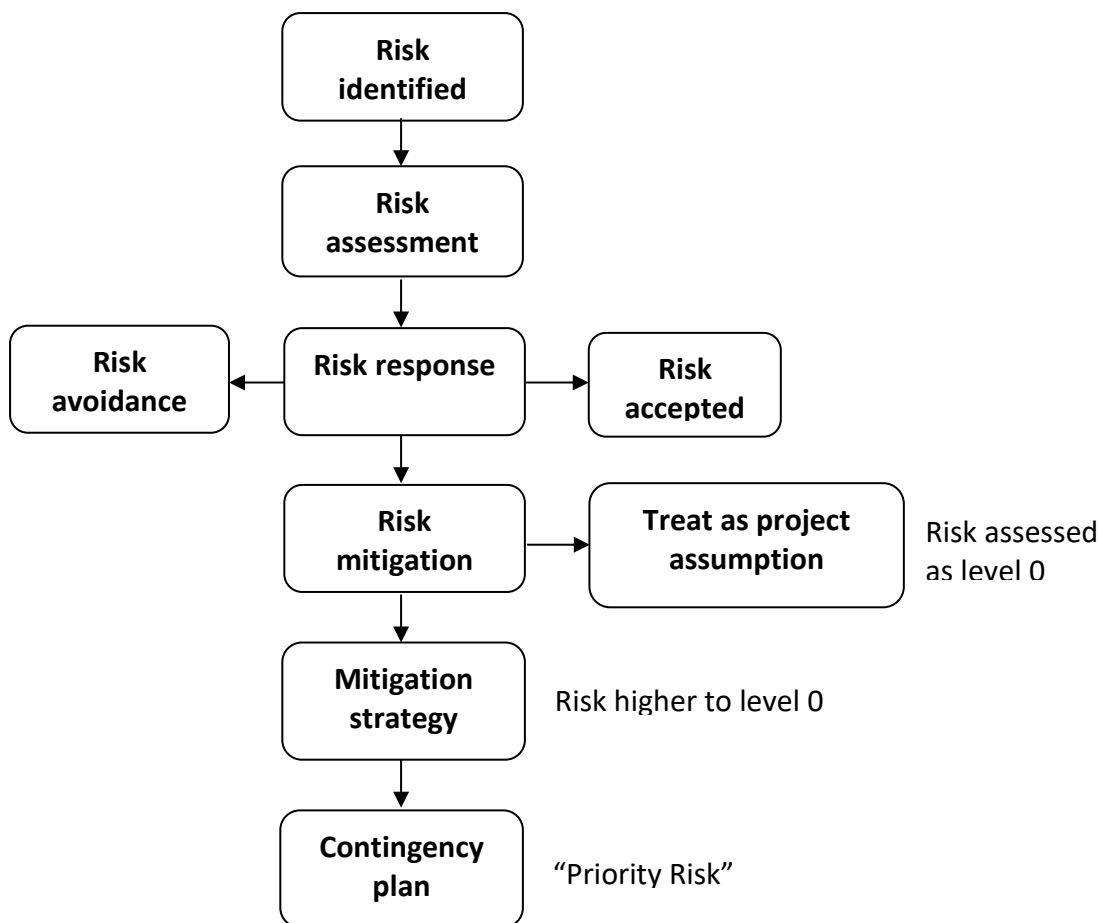 Risk
identified
Risk
assessment
Risk
avoidance
Risk response
Risk
accepted
Risk
mitigation
Treat as project
assumption
Risk assessed
as level 0
Mitigation
strategy
Risk higher to level 0
Contingency
plan
“Priority Risk”